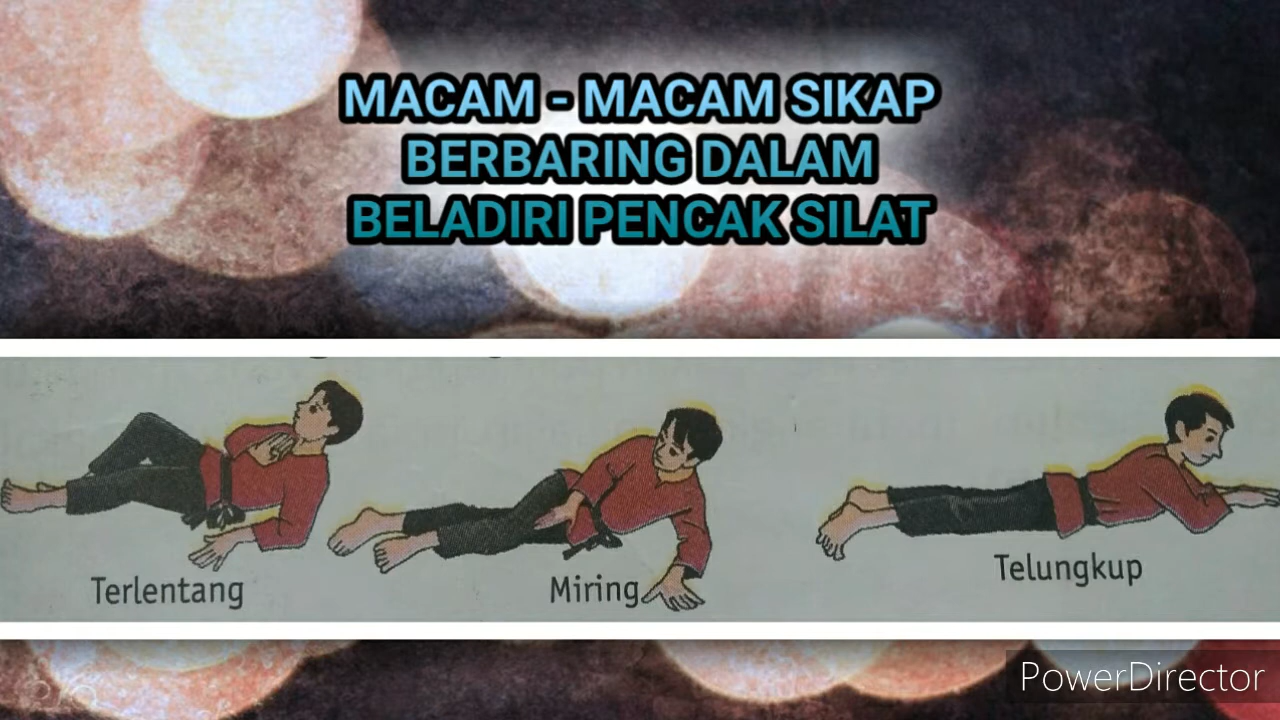 MACAM - MACAM SIKAP
BERBARING DALAM
BELADIRI PENCAK SILAT
Terlentang
Miring
Telungkup
PowerDirector